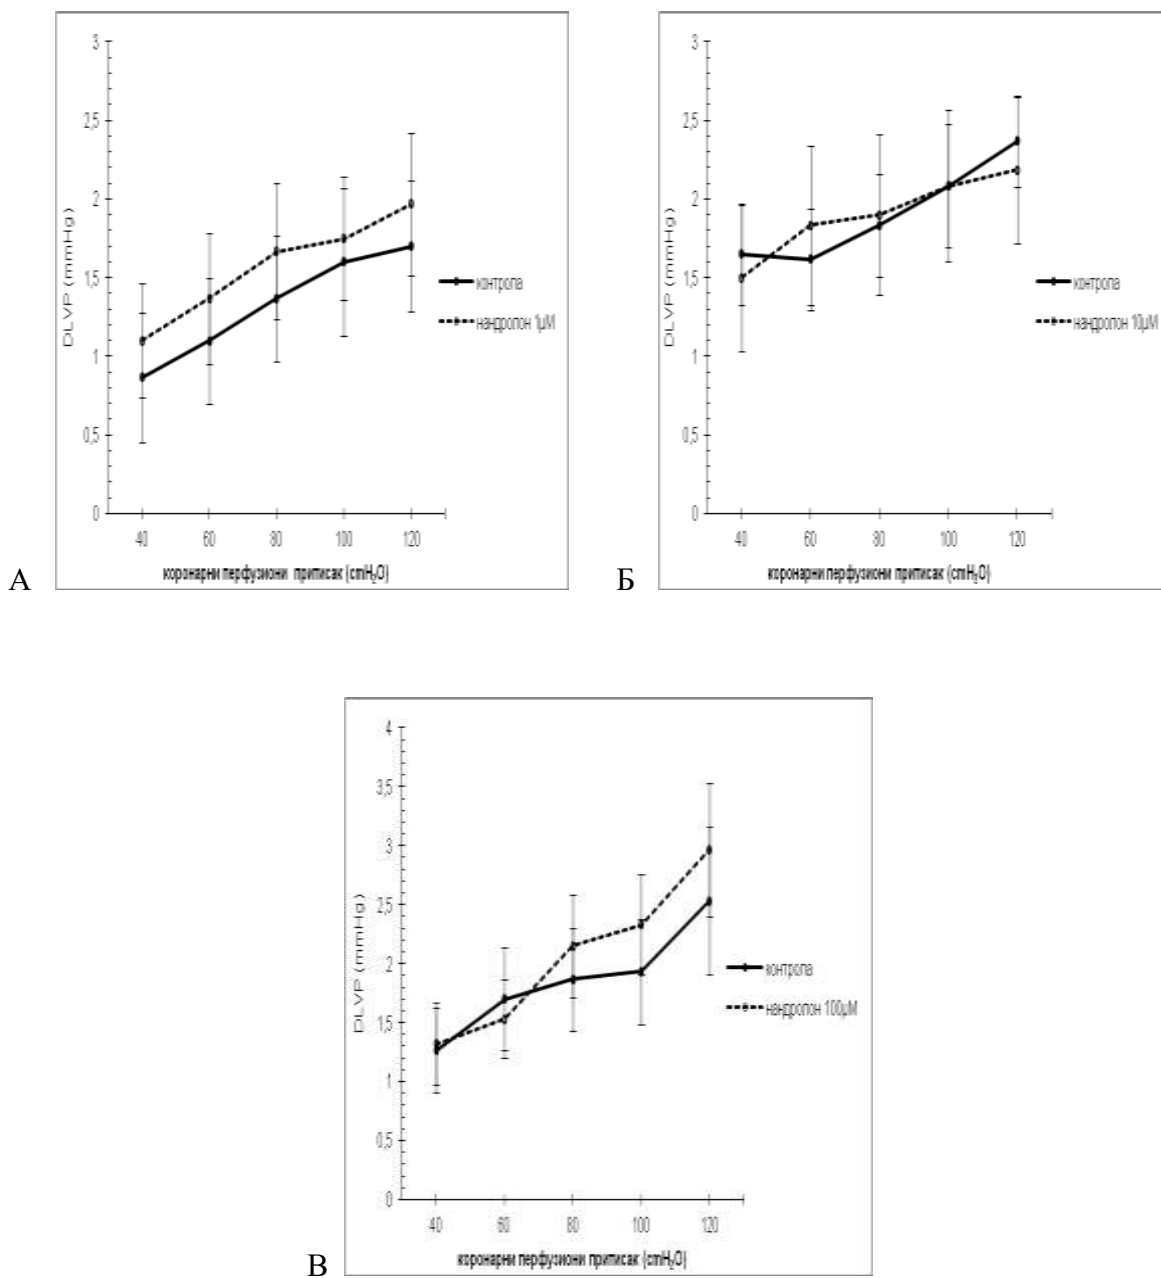 3
2,5
2
1,5
1
0,5
0
DLVP (mmHg)
40 60 80 100 120
коронарни перфузиони притисак (cmH₂O)
контрола
нандролон 1µM
А
3
2,5
2
1,5
1
0,5
0
DLVP (mmHg)
40 60 80 100 120
коронарни перфузиони притисак (cmH₂O)
контрола
нандролон 10µM
Б
4
3,5
3
2,5
2
1,5
1
0,5
0
DLVP (mmHg)
40 60 80 100 120
коронарни перфузиони притисак (cmH₂O)
контрола
нандролон 100µM
В